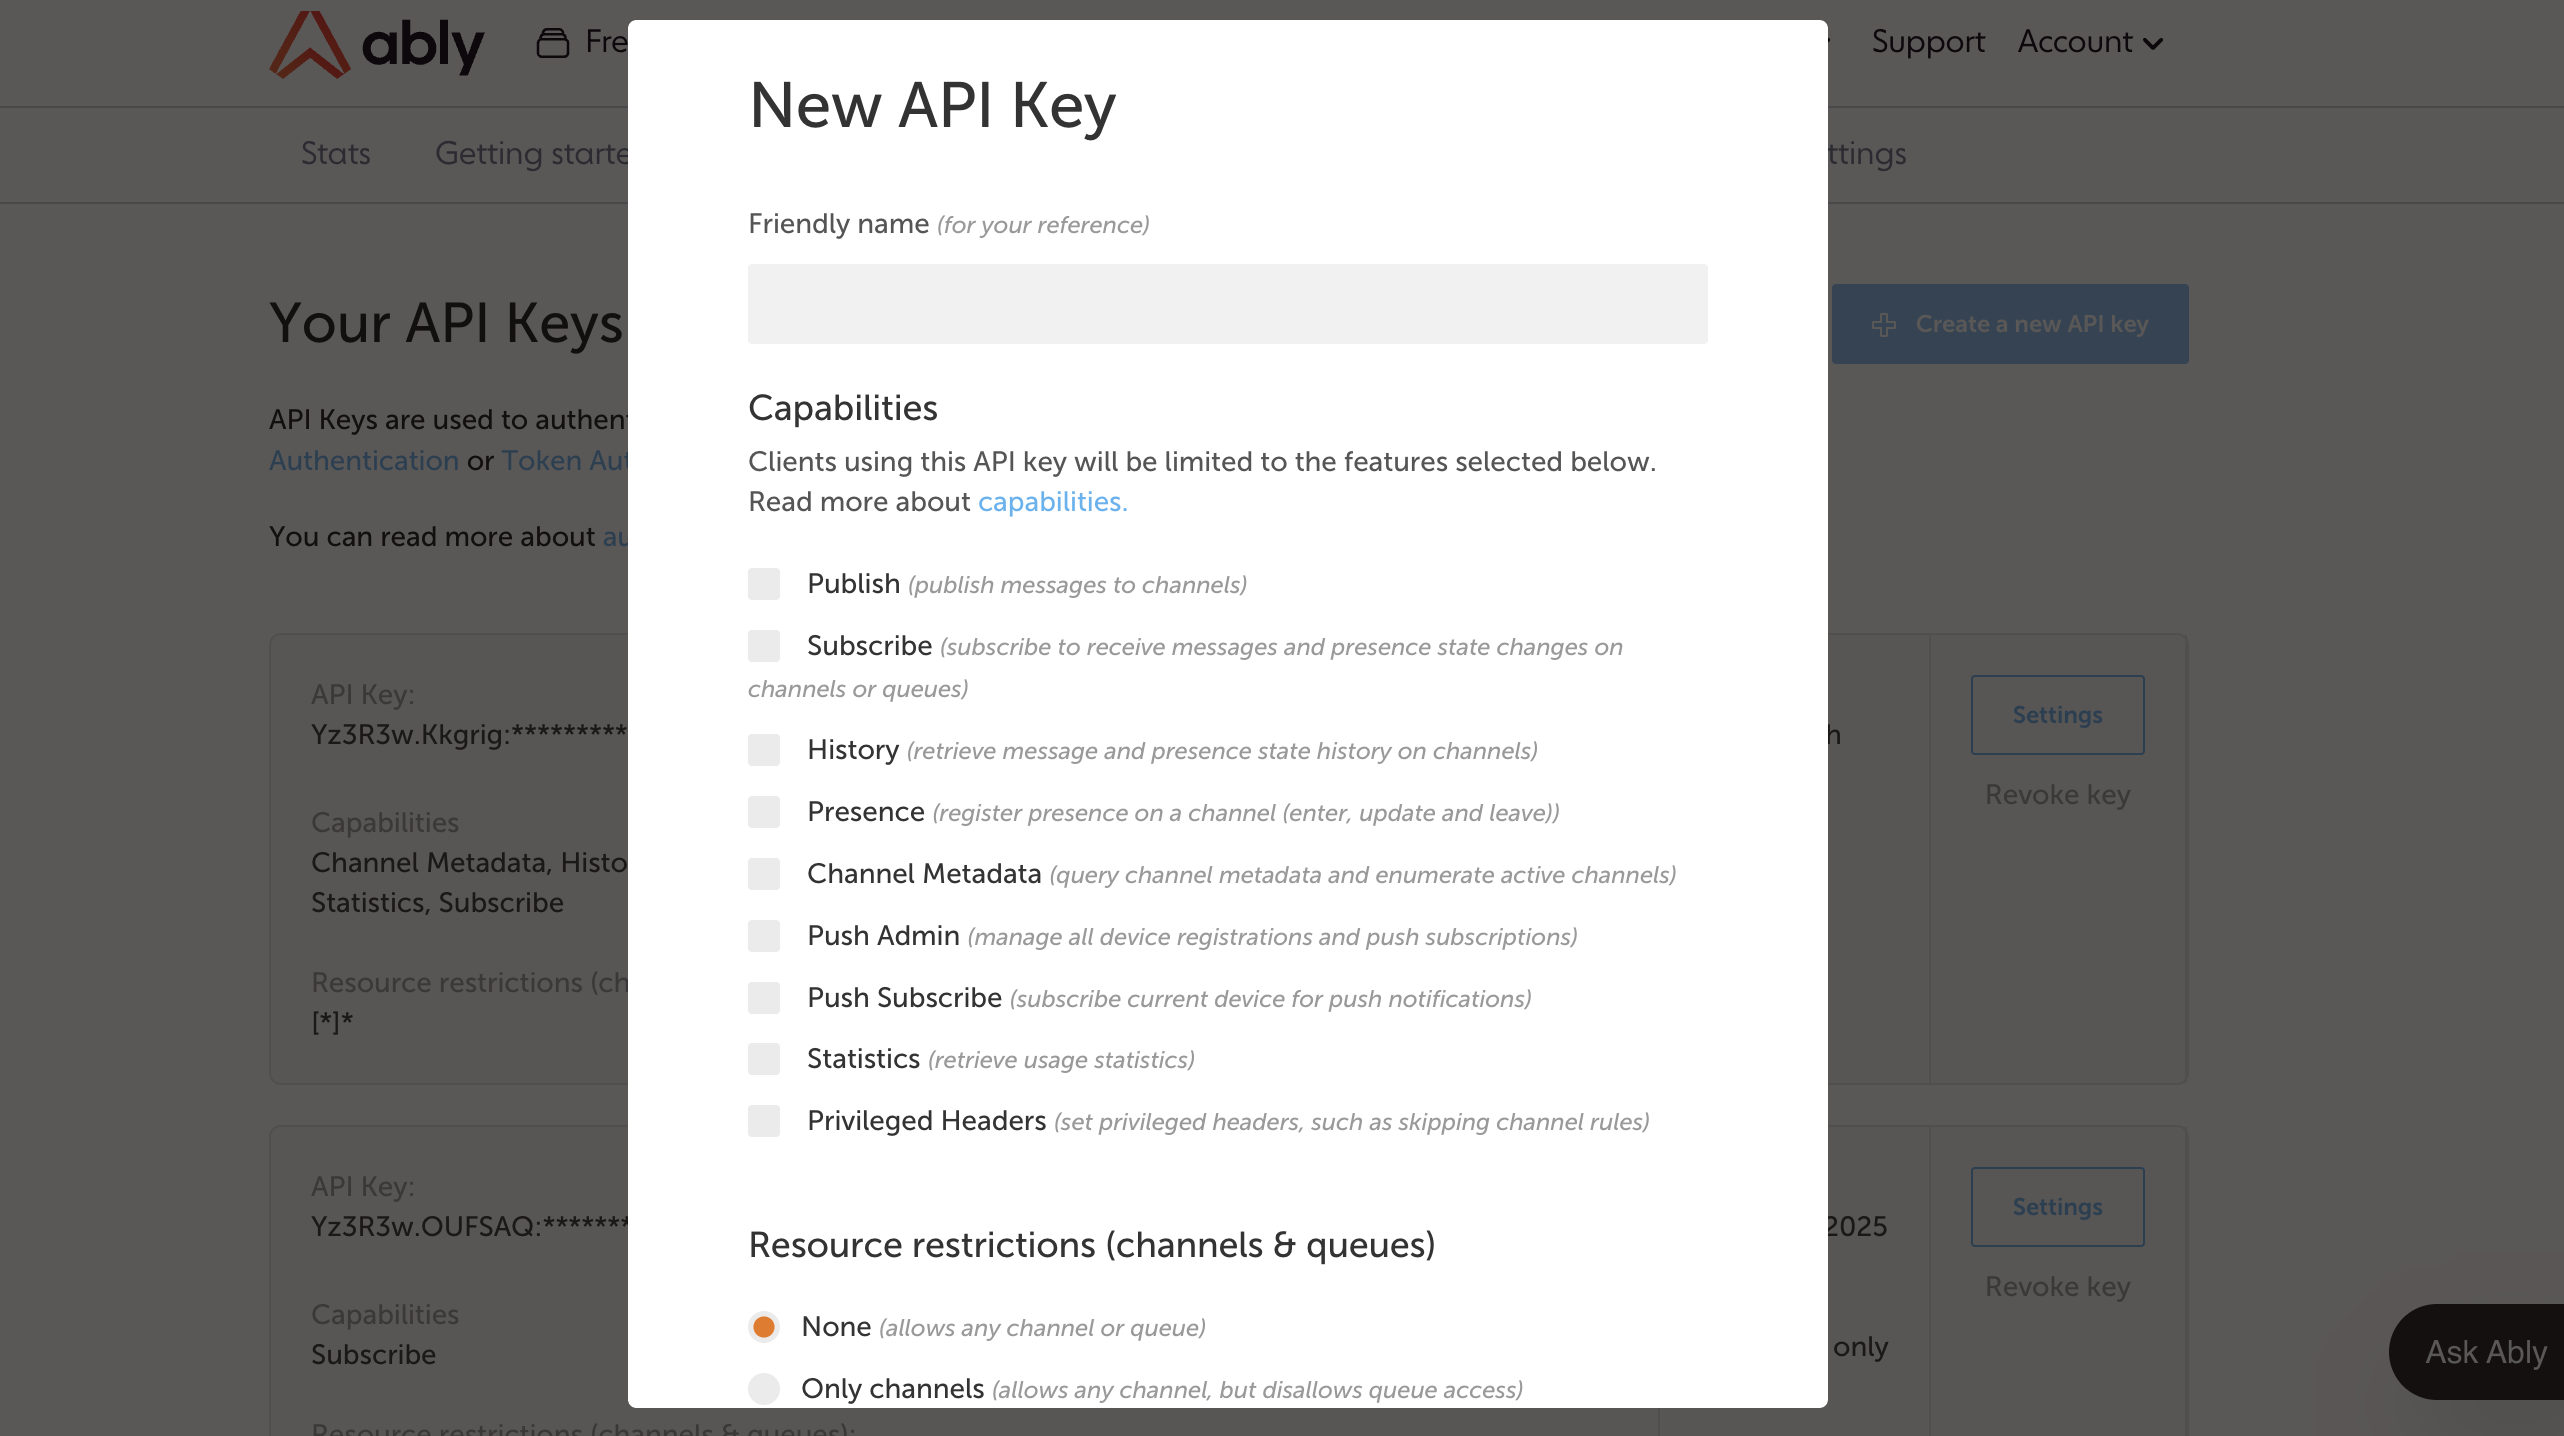 ably
Fre
Support
Account
Stats
Getting starte
ttings
New API Key
Friendly name (for your reference)
Your API Keys
Create a new API key
API Keys are used to authent
Authentication or Token Aut
You can read more about au
Capabilities
Clients using this API key will be limited to the features selected below.
Read more about capabilities.
Publish (publish messages to channels)
Subscribe (subscribe to receive messages and presence state changes on
channels or queues)
History (retrieve message and presence state history on channels)
Presence (register presence on a channel (enter, update and leave))
Channel Metadata (query channel metadata and enumerate active channels)
Push Admin (manage all device registrations and push subscriptions)
Push Subscribe (subscribe current device for push notifications)
Statistics (retrieve usage statistics)
Privileged Headers (set privileged headers, such as skipping channel rules)
Resource restrictions (channels & queues)
None (allows any channel or queue)
Only channels (allows any channel, but disallows queue access)
API Key:
Yz3R3w.Kkgrig:*********
h
Settings
Revoke key
Capabilities
Channel Metadata, Histo
Statistics, Subscribe
Resource restrictions (ch
[*]*
API Key:
Yz3R3w.OUFSAQ:*******
2025
Settings
Revoke key
Capabilities
Subscribe
only
Resource restrictions (channels & queues):
Ask Ably